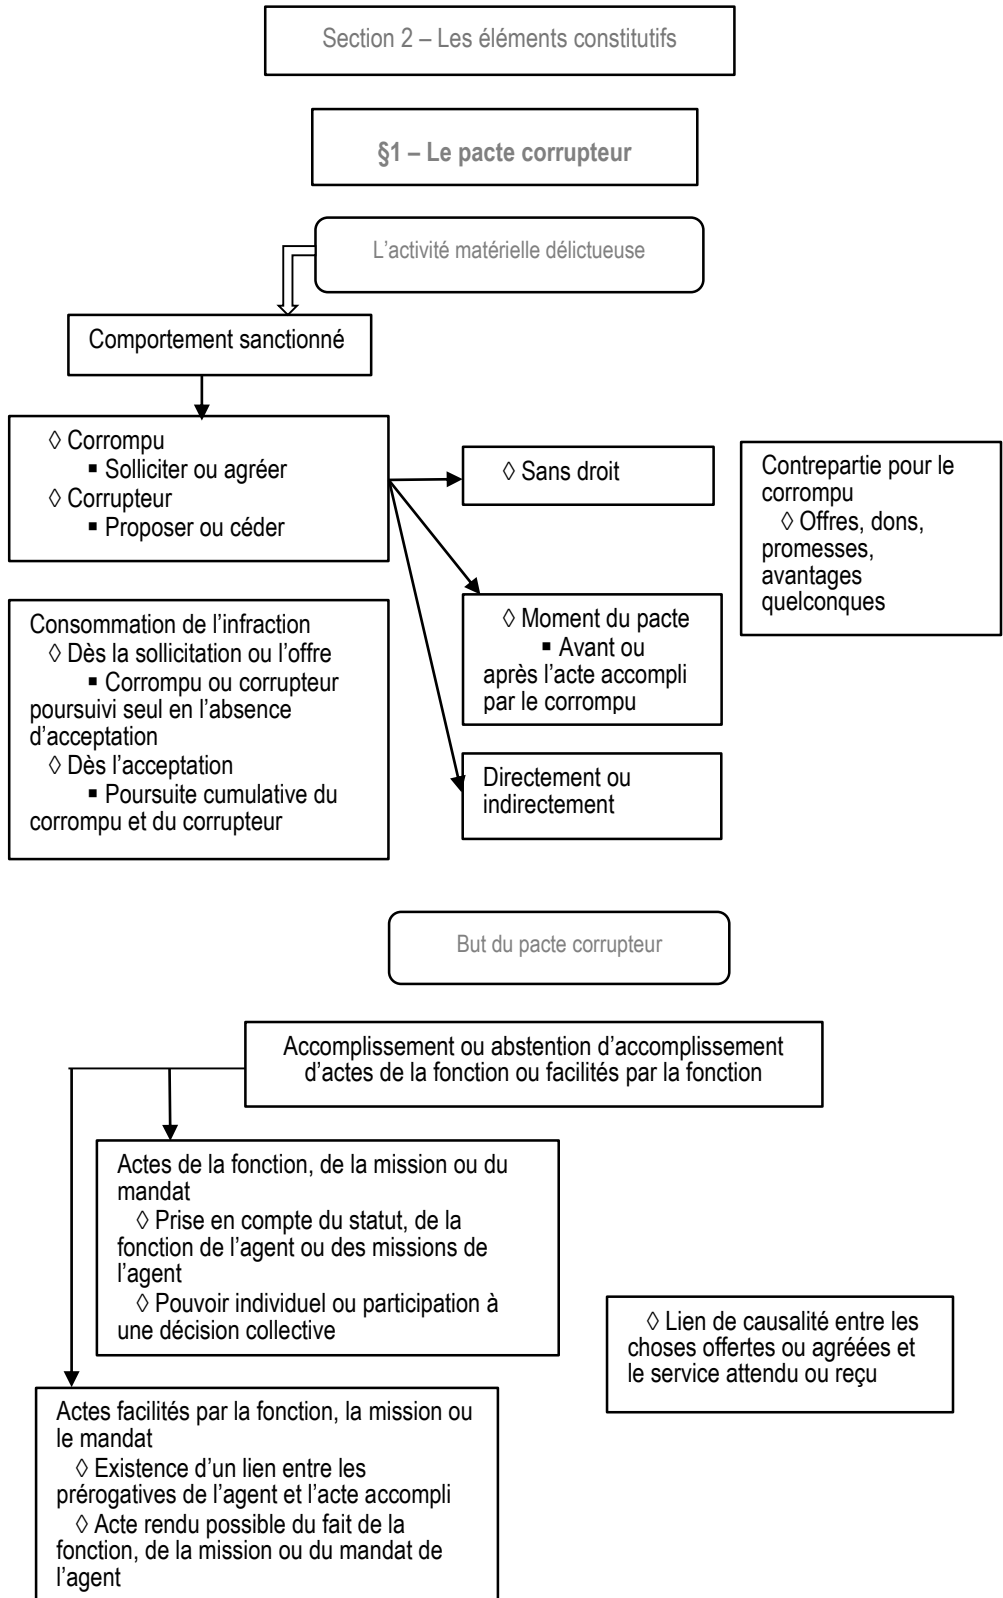 Section 2 – Les éléments constitutifs
§1 – Le pacte corrupteur
L’activité matérielle délictueuse
Comportement sanctionné
◊ Corrompu
▪ Solliciter ou agréer
◊ Corrupteur
▪ Proposer ou céder
◊ Sans droit
Contrepartie pour le
corrompu
◊ Offres, dons,
promesses,
avantages
quelconques
Consommation de l’infraction
◊ Dès la sollicitation ou l’offre
▪ Corrompu ou corrupteur
poursuivi seul en l’absence
d’acceptation
◊ Dès l’acceptation
▪ Poursuite cumulative du
corrompu et du corrupteur
◊ Moment du pacte
▪ Avant ou
après l’acte accompli
par le corrompu
Directement ou
indirectement
But du pacte corrupteur
Accomplissement ou abstention d’accomplissement
d’actes de la fonction ou facilités par la fonction
Actes de la fonction, de la mission ou du
mandat
◊ Prise en compte du statut, de la
fonction de l’agent ou des missions de
l’agent
◊ Pouvoir individuel ou participation à
une décision collective
◊ Lien de causalité entre les
choses offertes ou agréées et
le service attendu ou reçu
Actes facilités par la fonction, la mission ou
le mandat
◊ Existence d’un lien entre les
prérogatives de l’agent et l’acte accompli
◊ Acte rendu possible du fait de la
fonction, de la mission ou du mandat de
l’agent